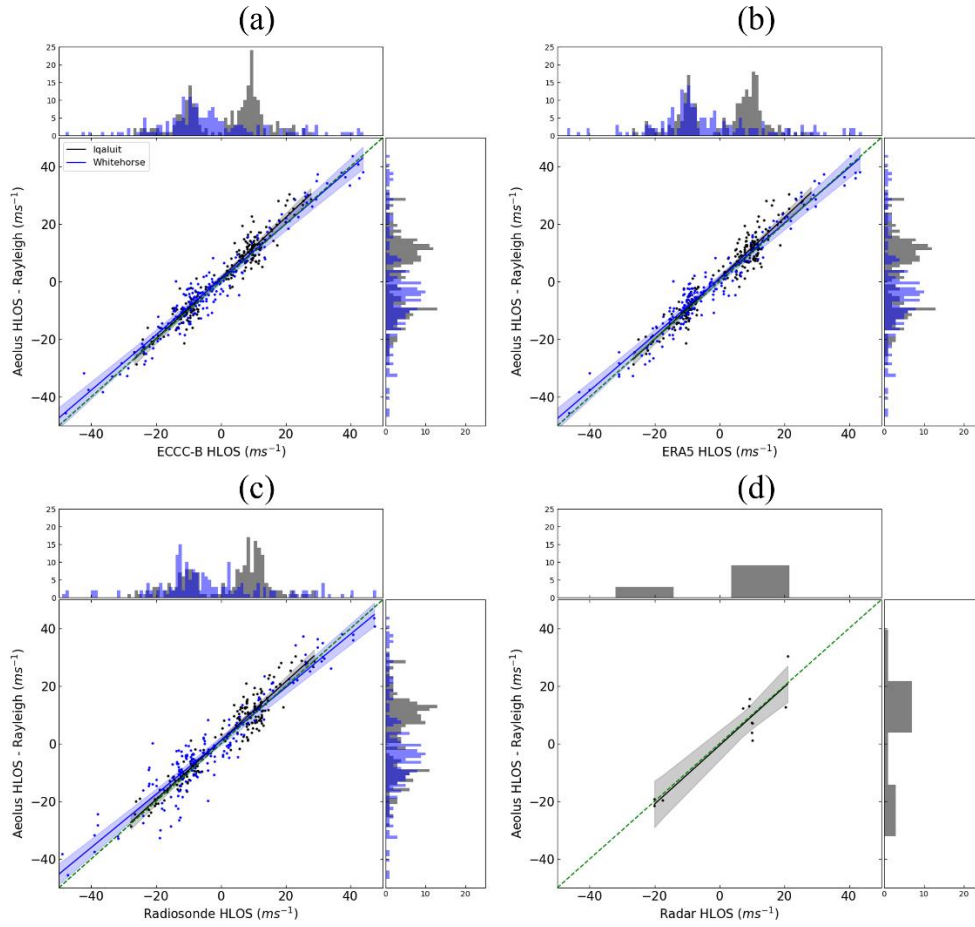 (a)
(b)
25
20
15
10
5
0
25
20
15
10
5
0
Iqaluit
Whitehorse
40
20
0
−20
−40
Aeolus HLOS - Rayleigh (ms⁻¹)
40
20
0
−20
−40
Aeolus HLOS - Rayleigh (ms⁻¹)
−40 −20 0 20 40
0 10 20
−40 −20 0 20 40
0 10 20
ECCC-B HLOS (ms⁻¹)
ERA5 HLOS (ms⁻¹)
(c)
(d)
25
20
15
10
5
0
25
20
15
10
5
0
40
20
0
−20
−40
Aeolus HLOS - Rayleigh (ms⁻¹)
40
20
0
−20
−40
Aeolus HLOS - Rayleigh (ms⁻¹)
−40 −20 0 20 40
0 10 20
−40 −20 0 20 40
0 10 20
Radiosonde HLOS (ms⁻¹)
Radar HLOS (ms⁻¹)